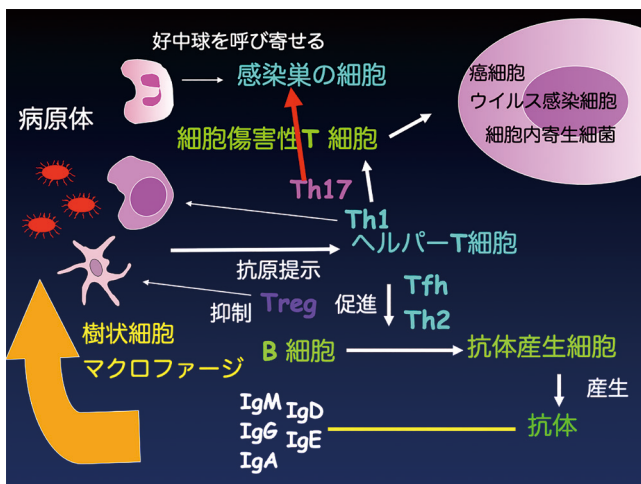 好中球を呼び寄せる
感染巣の細胞
病原体
癌細胞
ウイルス感染細胞
細胞内寄生細菌
細胞傷害性T 細胞
Th17
Th1
ヘルパーT細胞
抗原提示
抑制
Treg
促進
Tfh
Th2
樹状細胞
マクロファージ
B 細胞
抗体産生細胞
産生
抗体
IgM
IgD
IgG
IgE
IgA